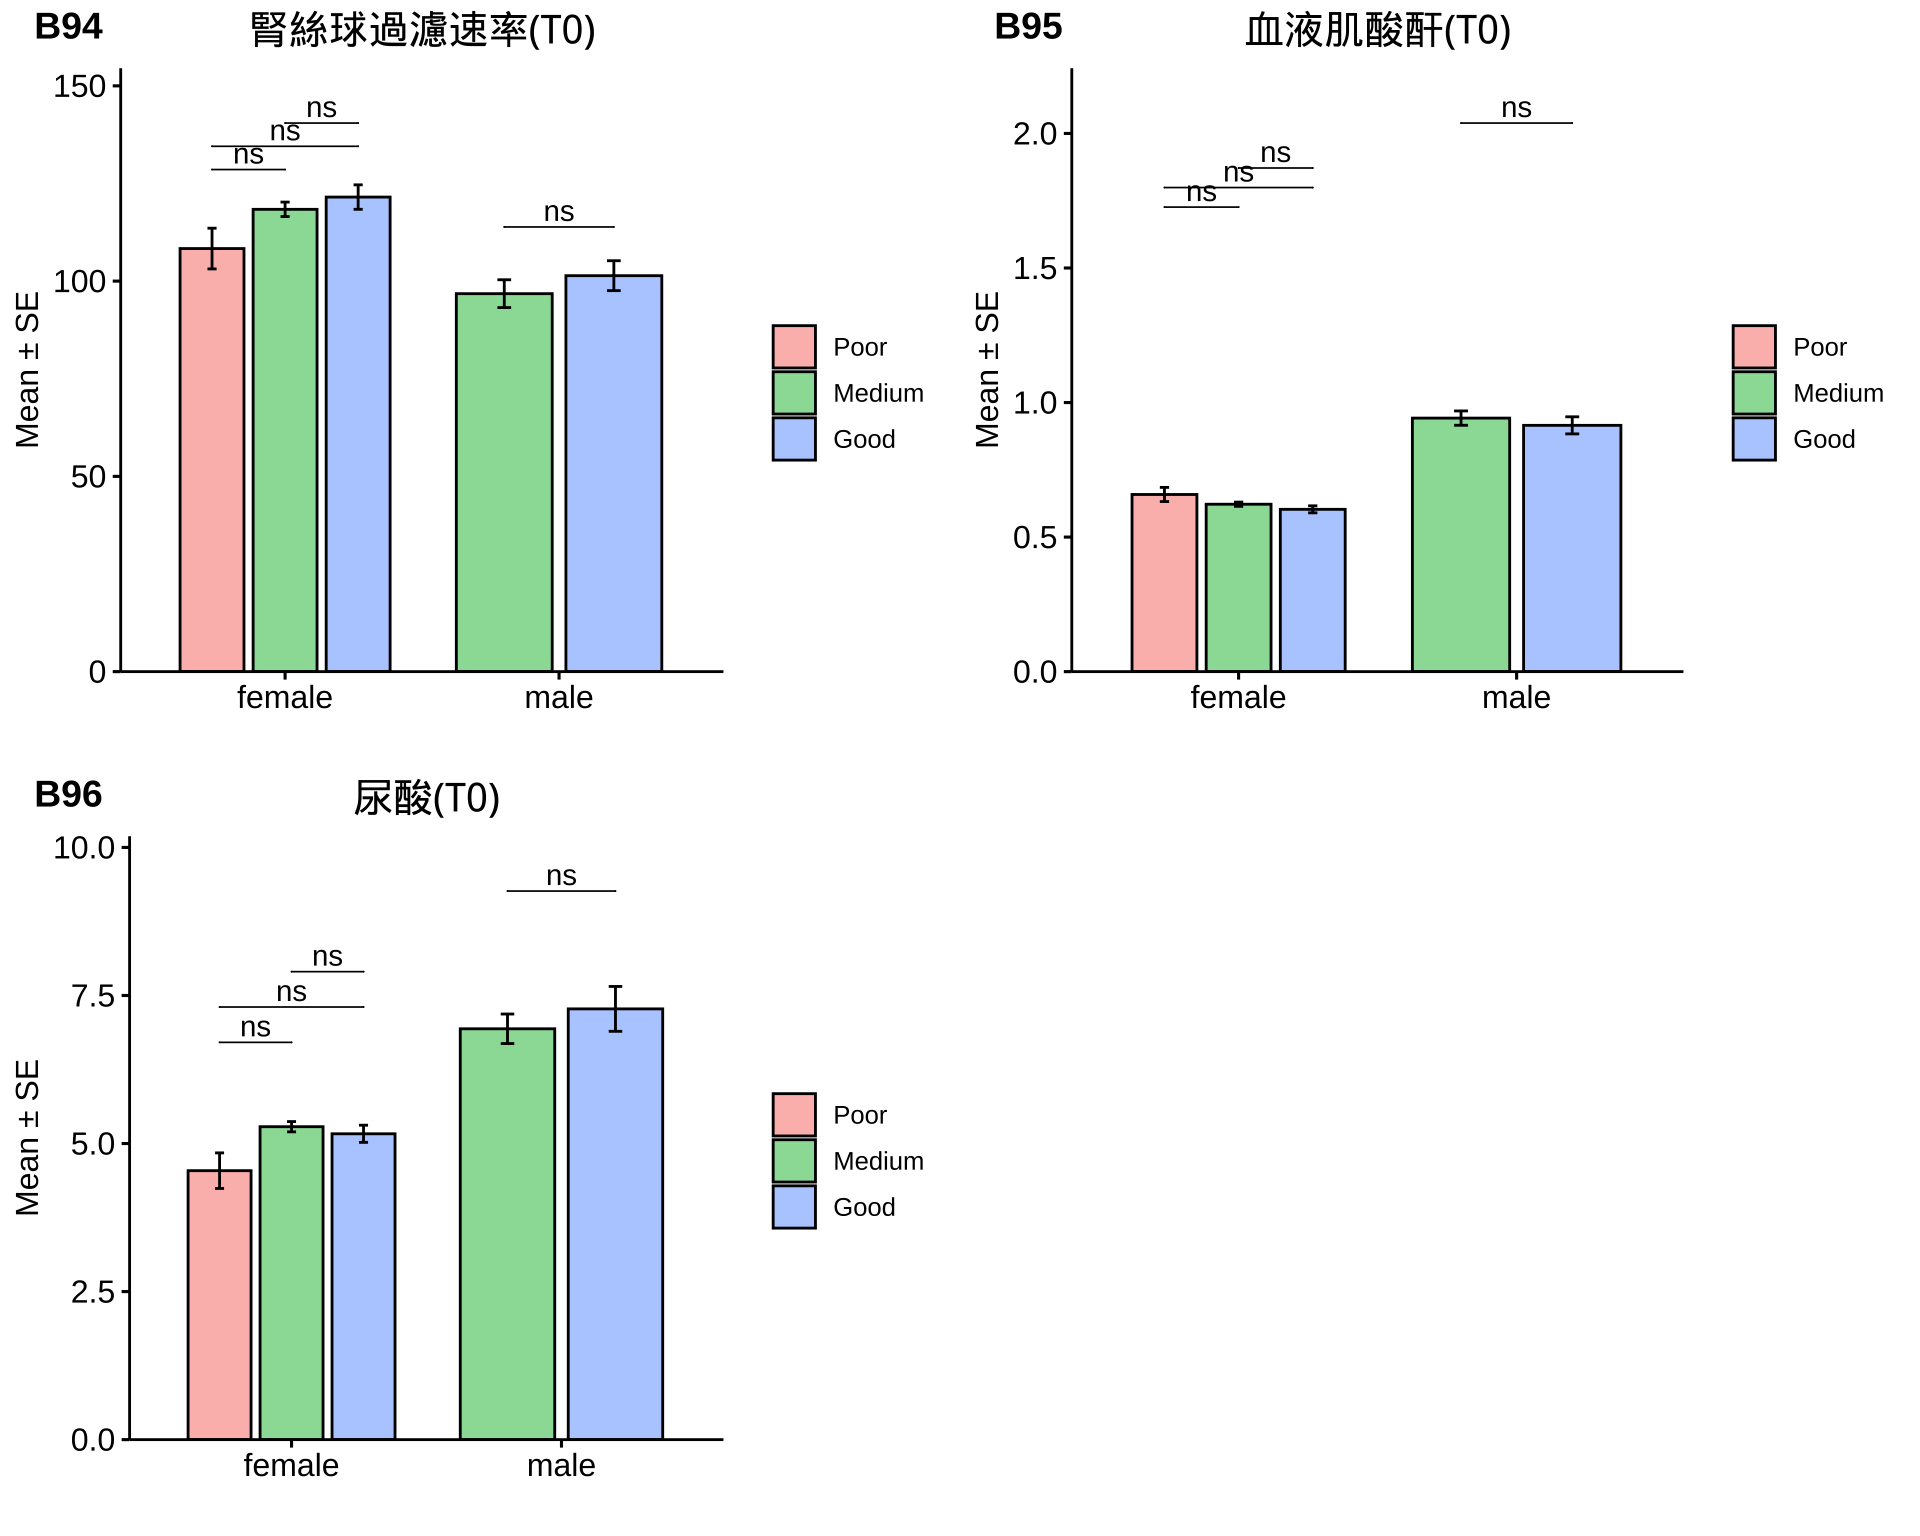 B94
腎絲球過濾速率(T0)
Mean ± SE
150
100
50
0
ns
ns
ns
ns
female
male
Poor
Medium
Good
B95
血液肌酸酐(T0)
Mean ± SE
2.0
1.5
1.0
0.5
0.0
ns
ns
ns
ns
female
male
Poor
Medium
Good
B96
尿酸(T0)
Mean ± SE
10.0
7.5
5.0
2.5
0.0
ns
ns
ns
ns
female
male
Poor
Medium
Good